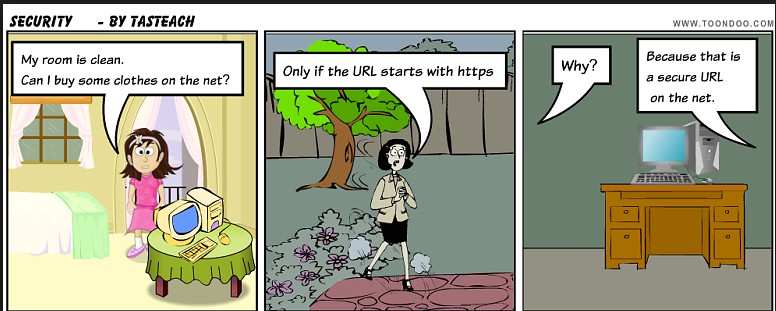 SECURITY - BY TASTEACH
WWW.TOONDOO.COM
My room is clean.
Can I buy some clothes on the net?
Only if the URL starts with https
Why?
Because that is
a secure URL
on the net.